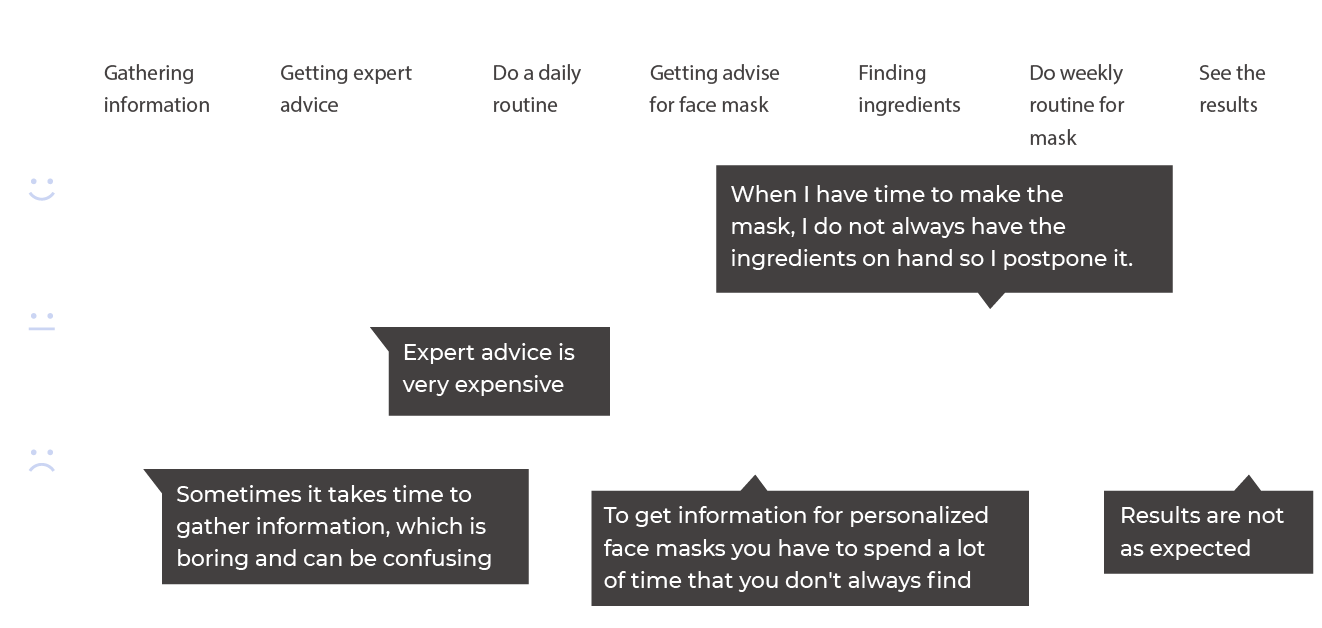 Gathering
information
Getting expert
advice
Do a daily
routine
Getting advise
for face mask
Finding
ingredients
Do weekly
routine for
mask
See the
results
When I have time to make the
mask, I do not always have the
ingredients on hand so I postpone it.
Expert advice is
very expensive
Sometimes it takes time to
gather information, which is
boring and can be confusing
To get information for personalized
face masks you have to spend a lot
of time that you don't always find
Results are not
as expected